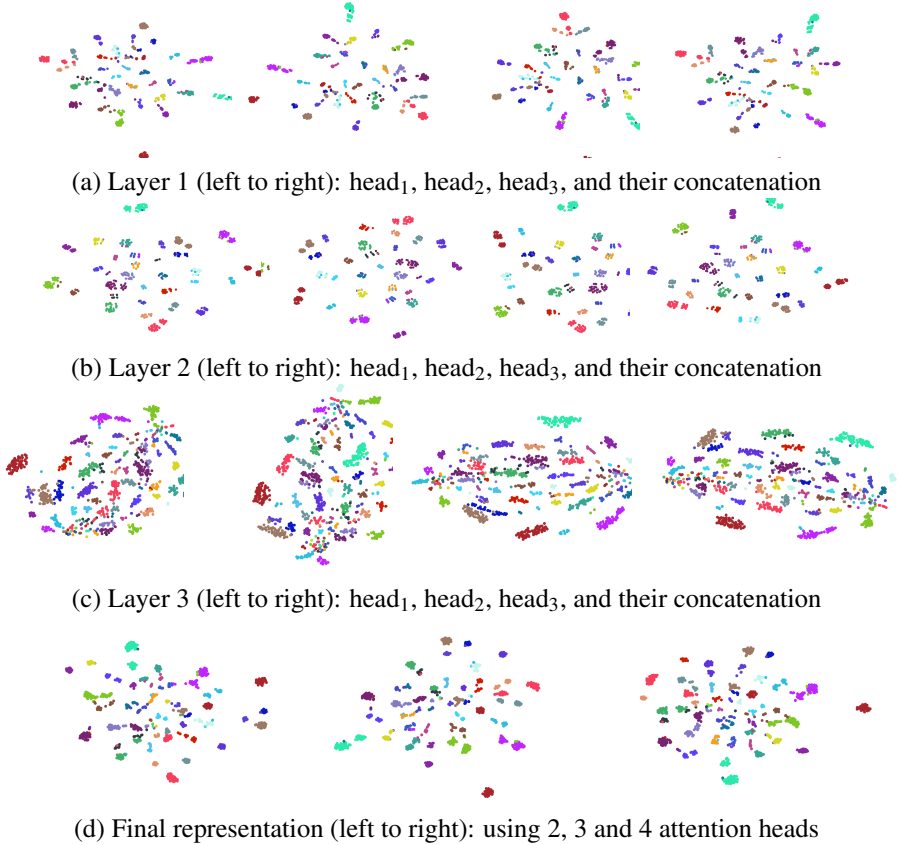 (a) Layer 1 (left to right): head₁, head₂, head₃, and their concatenation
(b) Layer 2 (left to right): head₁, head₂, head₃, and their concatenation
(c) Layer 3 (left to right): head₁, head₂, head₃, and their concatenation
(d) Final representation (left to right): using 2, 3 and 4 attention heads